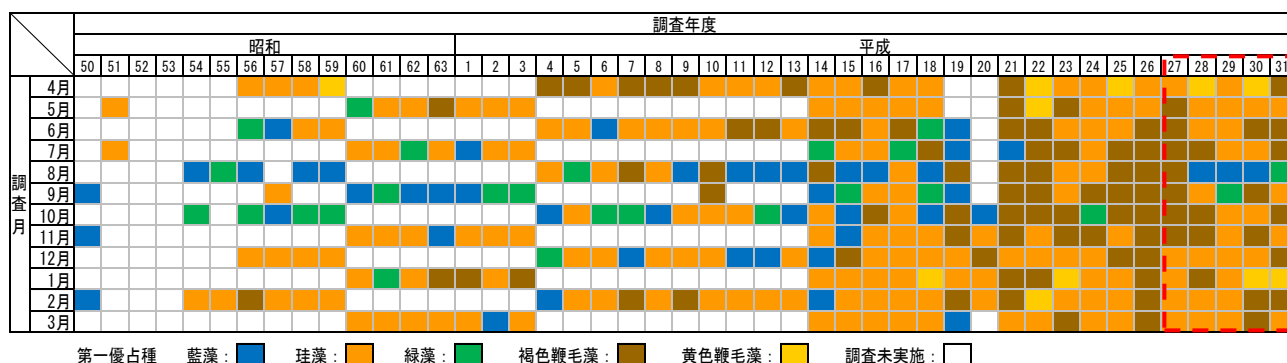 調査年度
昭和 平成
50 51 52 53 54 55 56 57 58 59 60 61 62 63 1 2 3 4 5 6 7 8 9 10 11 12 13 14 15 16 17 18 19 20 21 22 23 24 25 26 27 28 29 30 31
調査月
4月
5月
6月
7月
8月
9月
10月
11月
12月
1月
2月
3月
第一優占種 藍藻： 珪藻： 緑藻： 褐色鞭毛藻： 黄色鞭毛藻： 調査未実施：